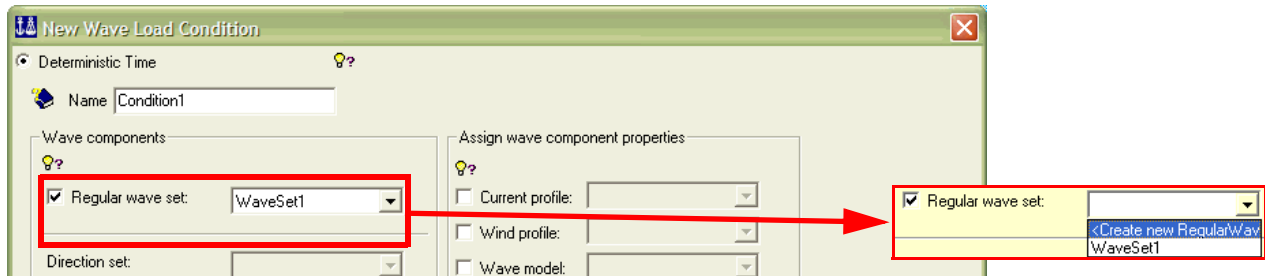 New Wave Load Condition
Deterministic Time
Name Condition1
Wave components
Regular wave set: WaveSet1
Direction set:
Assign wave component properties
Current profile:
Wind profile:
Wave model:
Regular wave set:
<Create new RegularWav
WaveSet1